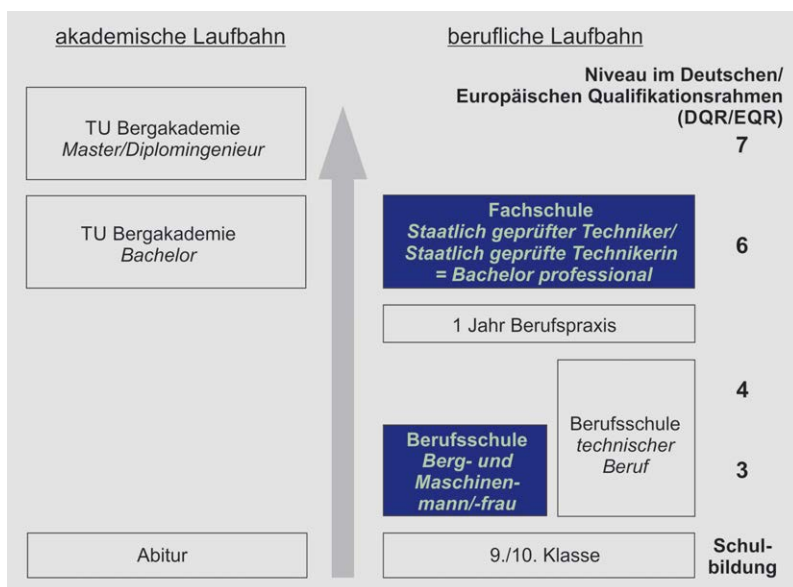 akademische Laufbahn
berufliche Laufbahn
Niveau im Deutschen/
Europäischen Qualifikationsrahmen
(DQR/EQR)
TU Bergakademie
Master/Diplomingenieur
7
TU Bergakademie
Bachelor
Fachschule
Staatlich geprüfter Techniker/
Staatlich geprüfte Technikerin
= Bachelor professional
6
1 Jahr Berufspraxis
4
Berufsschule
Berg- und
Maschinen-
mann/-frau
Berufsschule
technischer
Beruf
3
Abitur
9./10. Klasse
Schul-
bildung